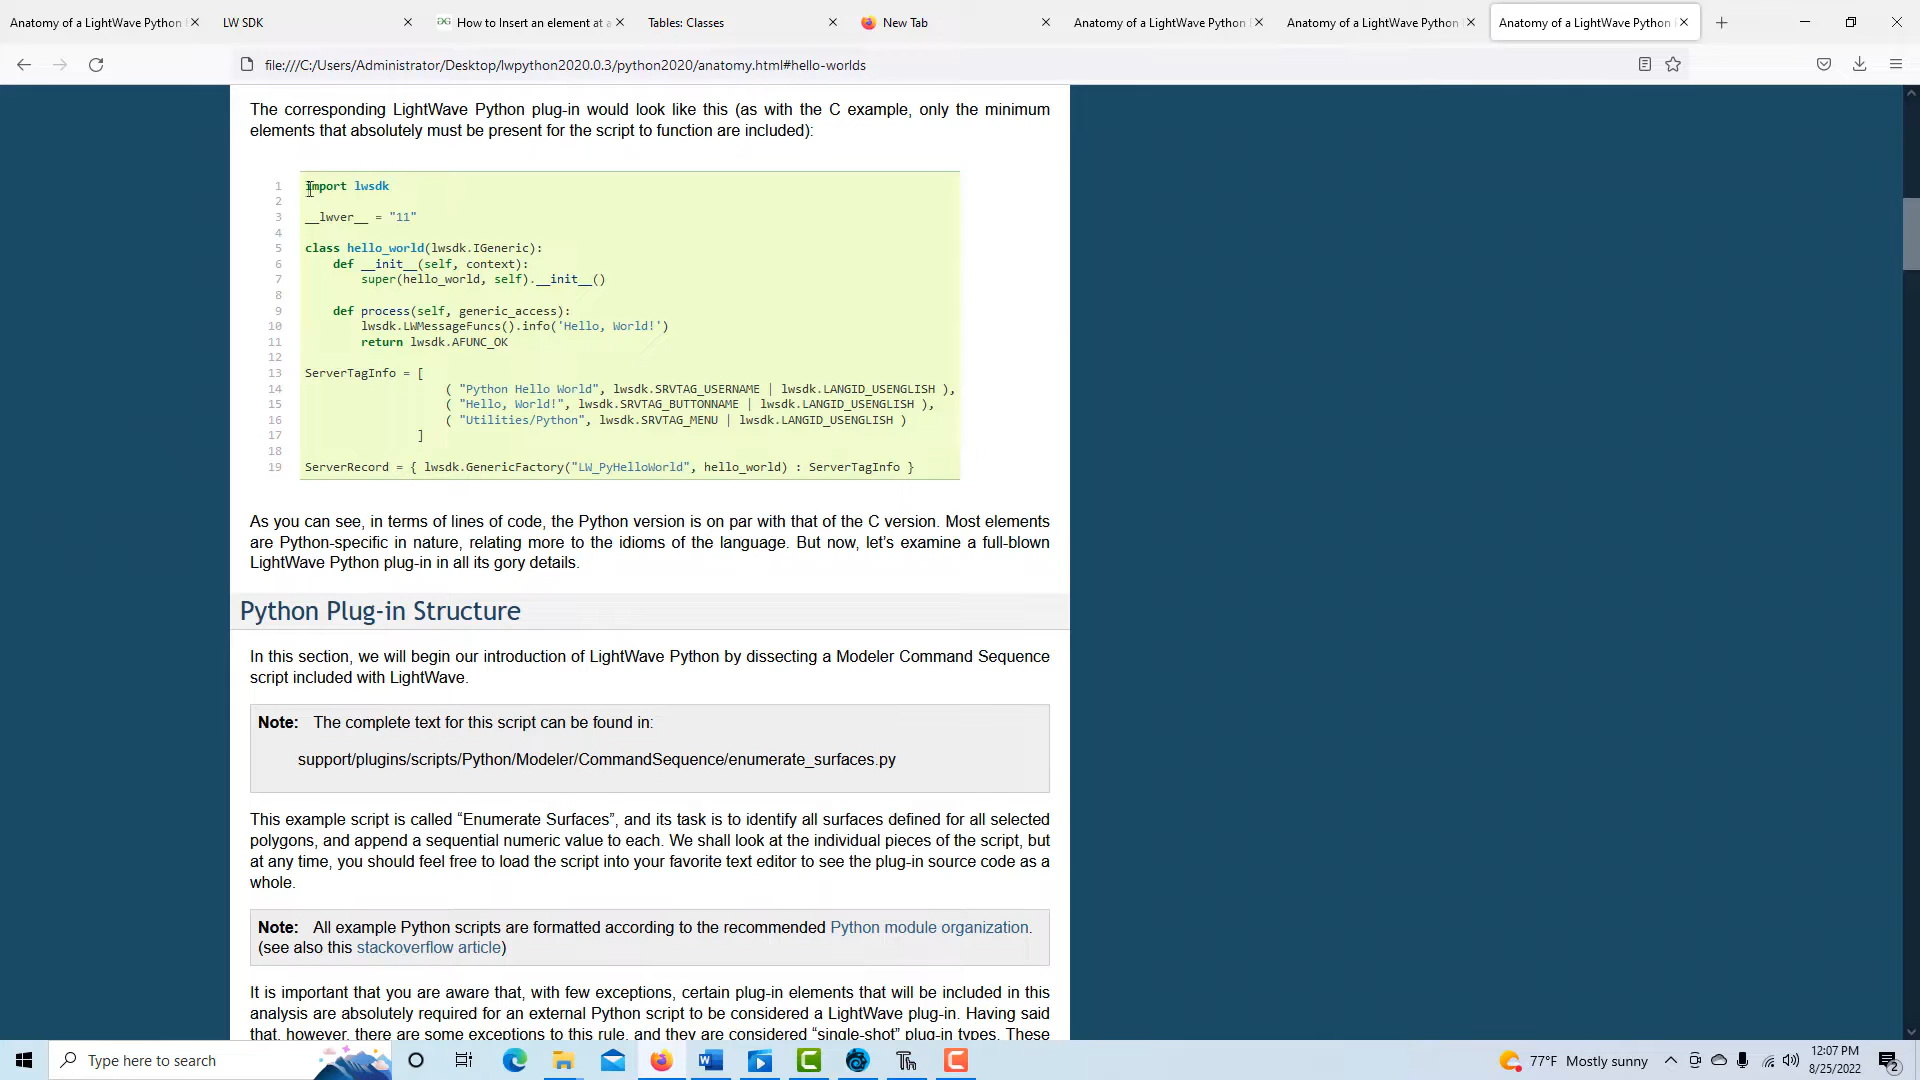 Anatomy of a LightWave Python
LW SDK
How to Insert an element at a
Tables: Classes
New Tab
Anatomy of a LightWave Python
Anatomy of a LightWave Python
Anatomy of a LightWave Python
file:///C:/Users/Administrator/Desktop/lwpython2020.0.3/python2020/anatomy.html#hello-worlds
The corresponding LightWave Python plug-in would look like this (as with the C example, only the minimum
elements that absolutely must be present for the script to function are included):
1 import lwsdk
2
3 __lwver__ = "11"
4
5 class hello_world(lwsdk.IGeneric):
6 def __init__(self, context):
7 super(hello_world, self).__init__()
8
9 def process(self, generic_access):
10 lwsdk.LWMessageFuncs().info('Hello, World!')
11 return lwsdk.AFUNC_OK
12
13 ServerTagInfo = [
14 ( "Python Hello World", lwsdk.SRVTAG_USERNAME | lwsdk.LANGID_USENGLISH ),
15 ( "Hello, World!", lwsdk.SRVTAG_BUTTONNAME | lwsdk.LANGID_USENGLISH ),
16 ( "Utilities/Python", lwsdk.SRVTAG_MENU | lwsdk.LANGID_USENGLISH )
17 ]
18
19 ServerRecord = { lwsdk.GenericFactory("LW_PyHelloWorld", hello_world) : ServerTagInfo }
As you can see, in terms of lines of code, the Python version is on par with that of the C version. Most elements
are Python-specific in nature, relating more to the idioms of the language. But now, let's examine a full-blown
LightWave Python plug-in in all its gory details.
Python Plug-in Structure
In this section, we will begin our introduction of LightWave Python by dissecting a Modeler Command Sequence
script included with LightWave.
Note: The complete text for this script can be found in:
support/plugins/scripts/Python/Modeler/CommandSequence/enumerate_surfaces.py
This example script is called “Enumerate Surfaces”, and its task is to identify all surfaces defined for all selected
polygons, and append a sequential numeric value to each. We shall look at the individual pieces of the script, but
at any time, you should feel free to load the script into your favorite text editor to see the plug-in source code as a
whole.
Note: All example Python scripts are formatted according to the recommended Python module organization.
(see also this stackoverflow article)
It is important that you are aware that, with few exceptions, certain plug-in elements that will be included in this
analysis are absolutely required for an external Python script to be considered a LightWave plug-in. Having said
that, however, there are some exceptions to this rule, and they are considered “single-shot” plug-in types. These
Type here to search
77°F Mostly sunny
12:07 PM
8/25/2022
2